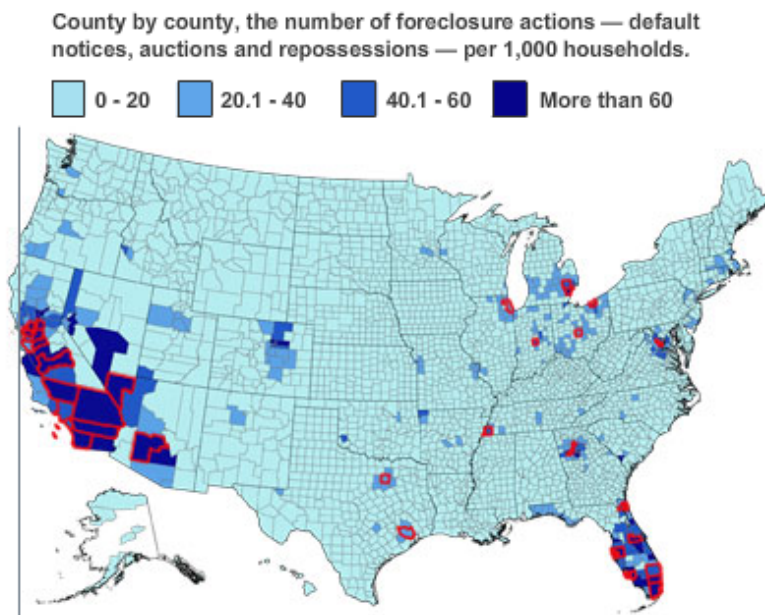 County by county, the number of foreclosure actions — default
notices, auctions and repossessions — per 1,000 households.
0 - 20 20.1 - 40 40.1 - 60 More than 60